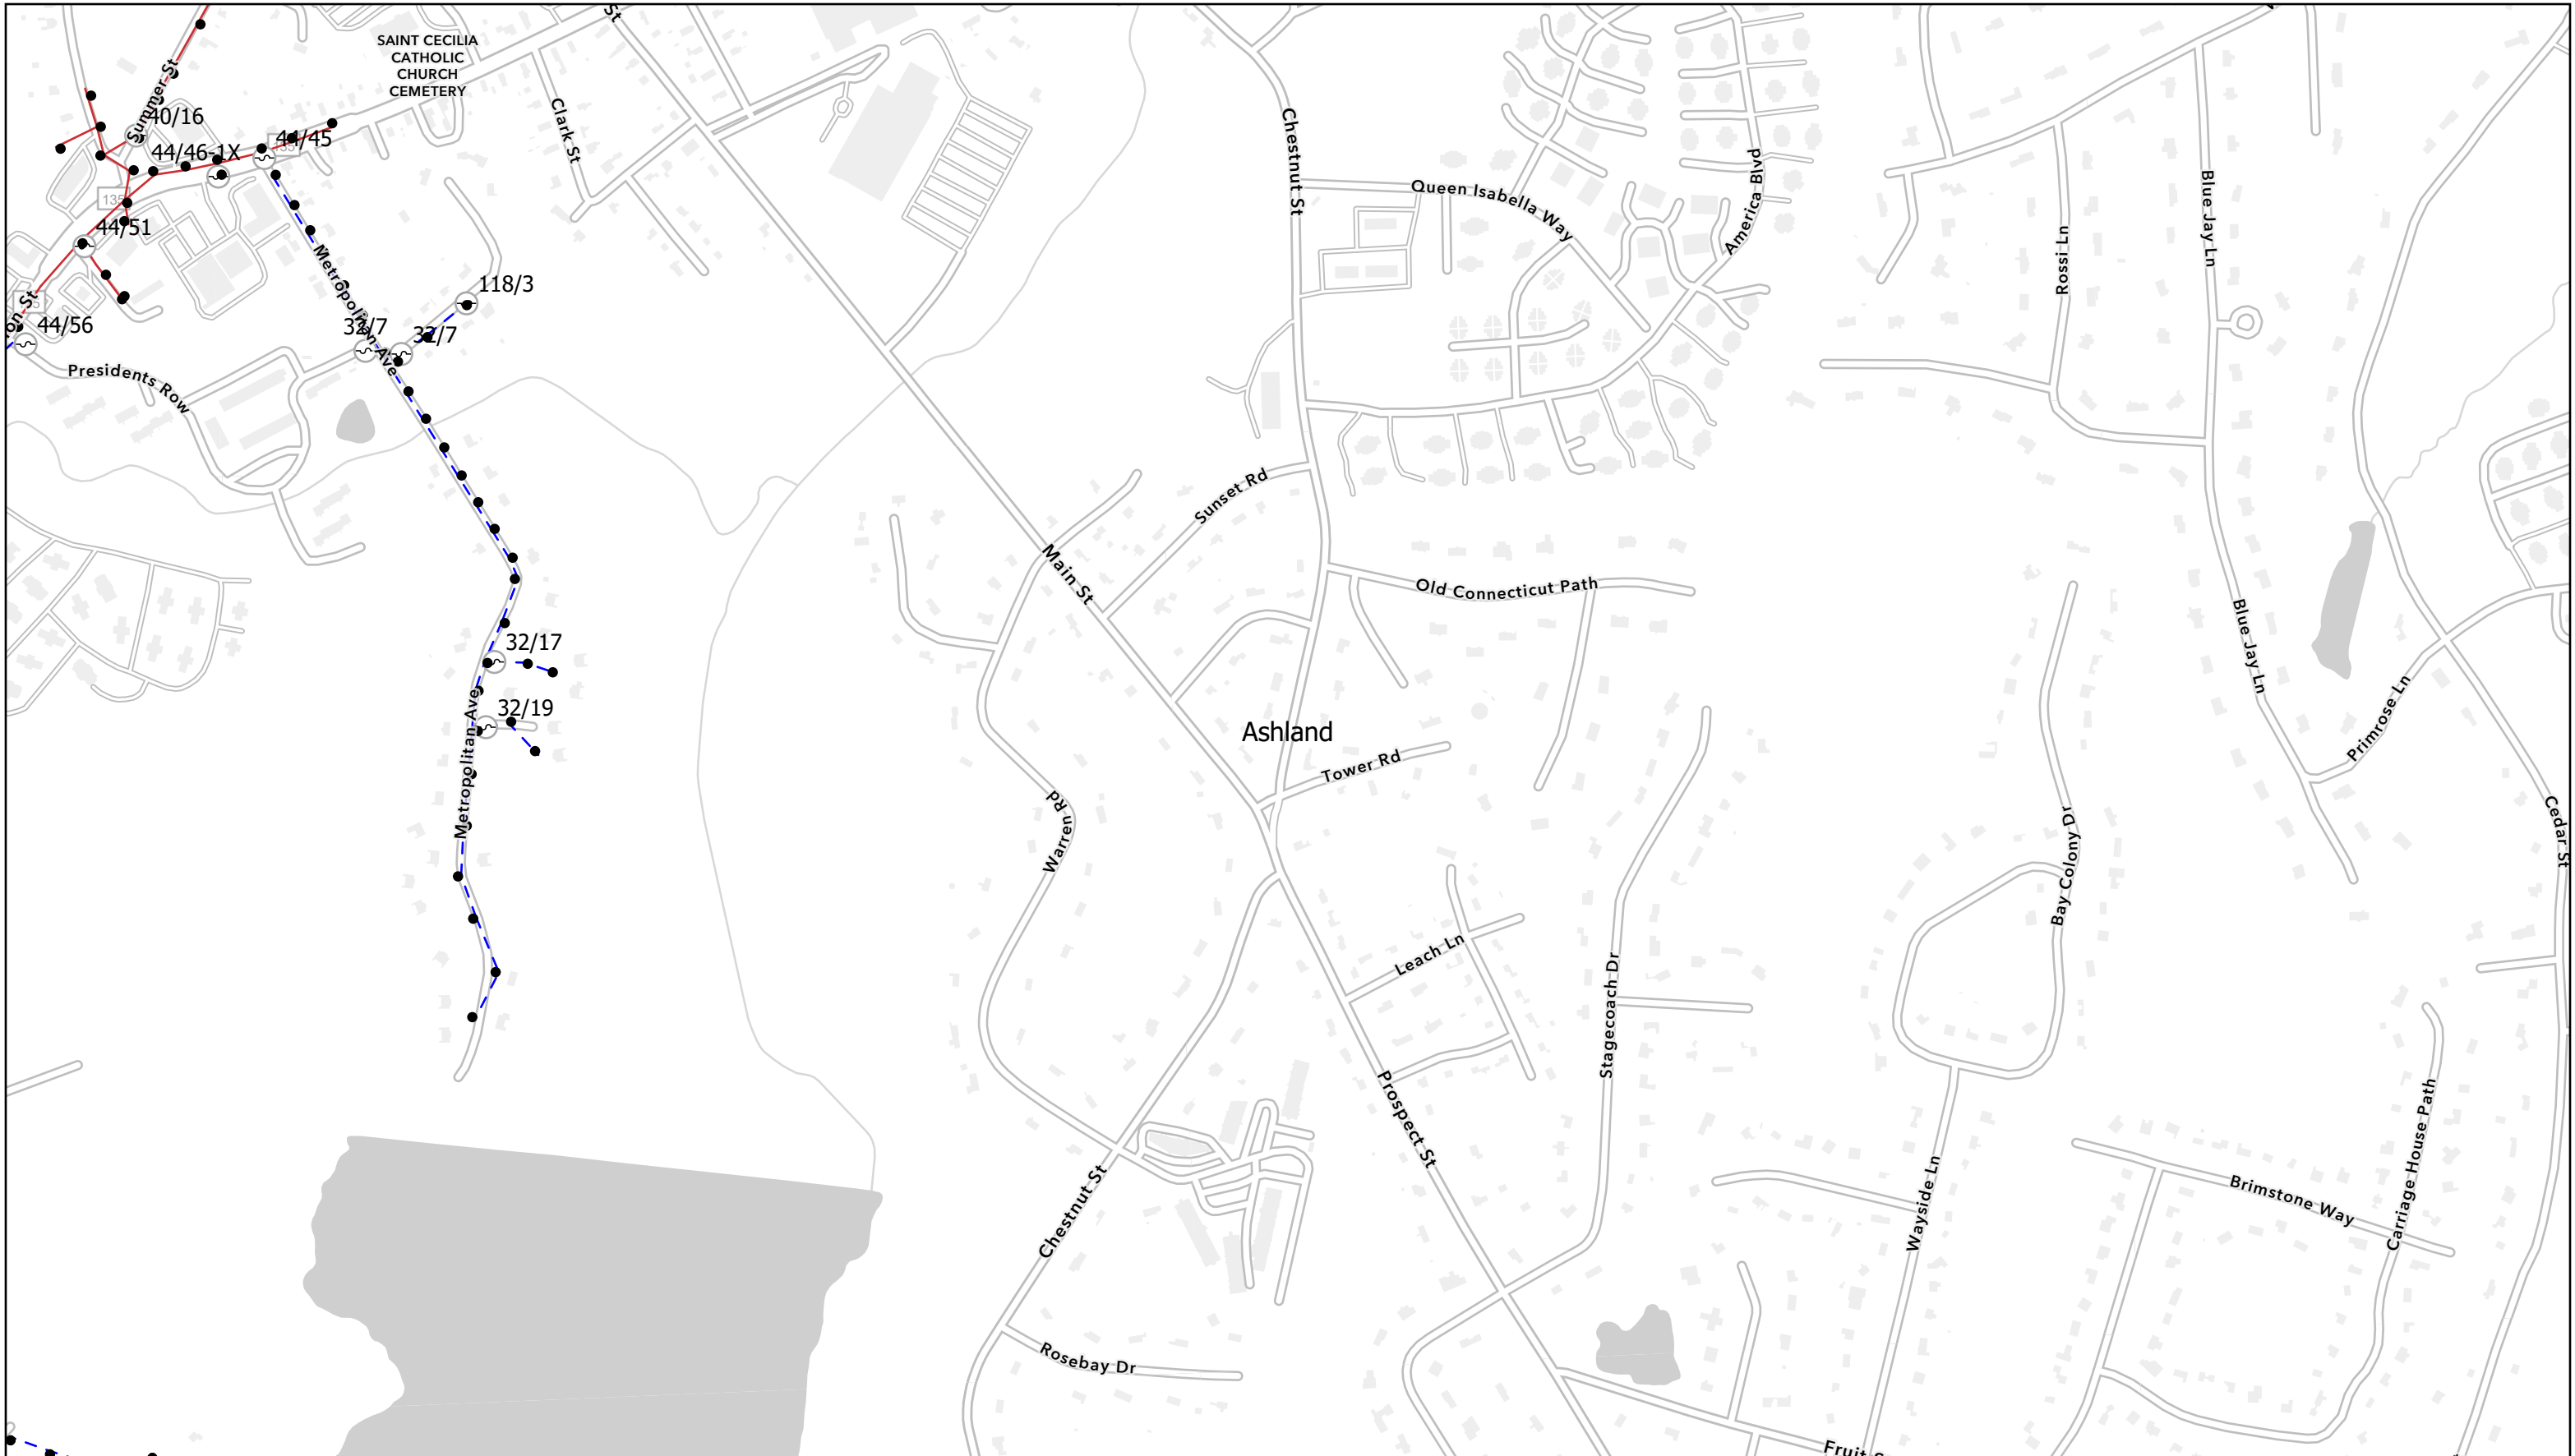 St
SAINT CECILIA
CATHOLIC
CHURCH
CEMETERY
Summer St
40/16
44/45
44/46-1X
135
44/51
44/56
Presidents Row
Metropolitan Ave
118/3
32/7
32/7
32/17
32/19
Metropolitan Ave
Clark St
Chestnut St
Queen Isabella Way
America Blvd
Rossi Ln
Blue Jay Ln
Sunset Rd
Main St
Old Connecticut Path
Blue Jay Ln
Primrose Ln
Ashland
Tower Rd
Warren Rd
Cedar St
Bay Colony Dr
Leach Ln
Stagecoach Dr
Prospect St
Carriage House Path
Wayside Ln
Brimstone Way
Chestnut St
Rosebay Dr
Fruit S